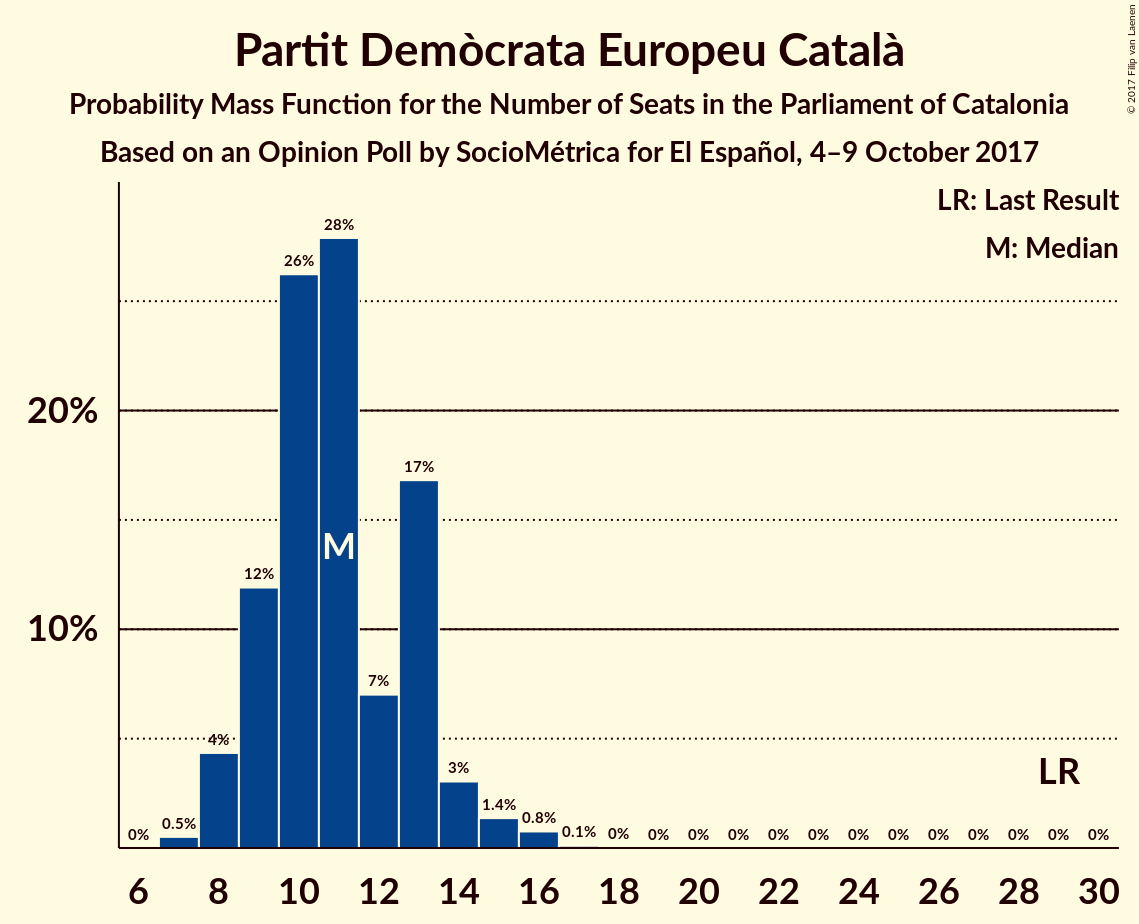 Partit Demòcrata Europeu Català
Probability Mass Function for the Number of Seats in the Parliament of Catalonia
Based on an Opinion Poll by SocioMétrica for El Español, 4–9 October 2017
© 2017 Filip van Laenen
LR: Last Result
M: Median
28%
26%
20%
17%
M
12%
10%
7%
4%
LR
3%
1.4%
0.8%
0.5%
0.1%
0% 0% 0% 0% 0% 0% 0% 0% 0% 0% 0% 0% 0% 0%
6 8 10 12 14 16 18 20 22 24 26 28 30